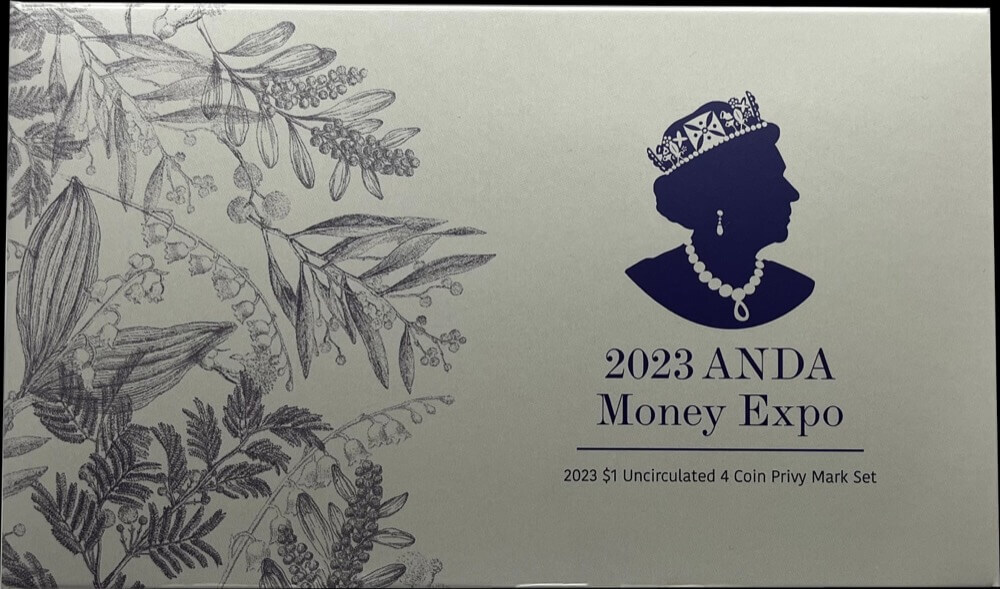 2023 ANDA
Money Expo
2023 $1 Uncirculated 4 Coin Privy Mark Set